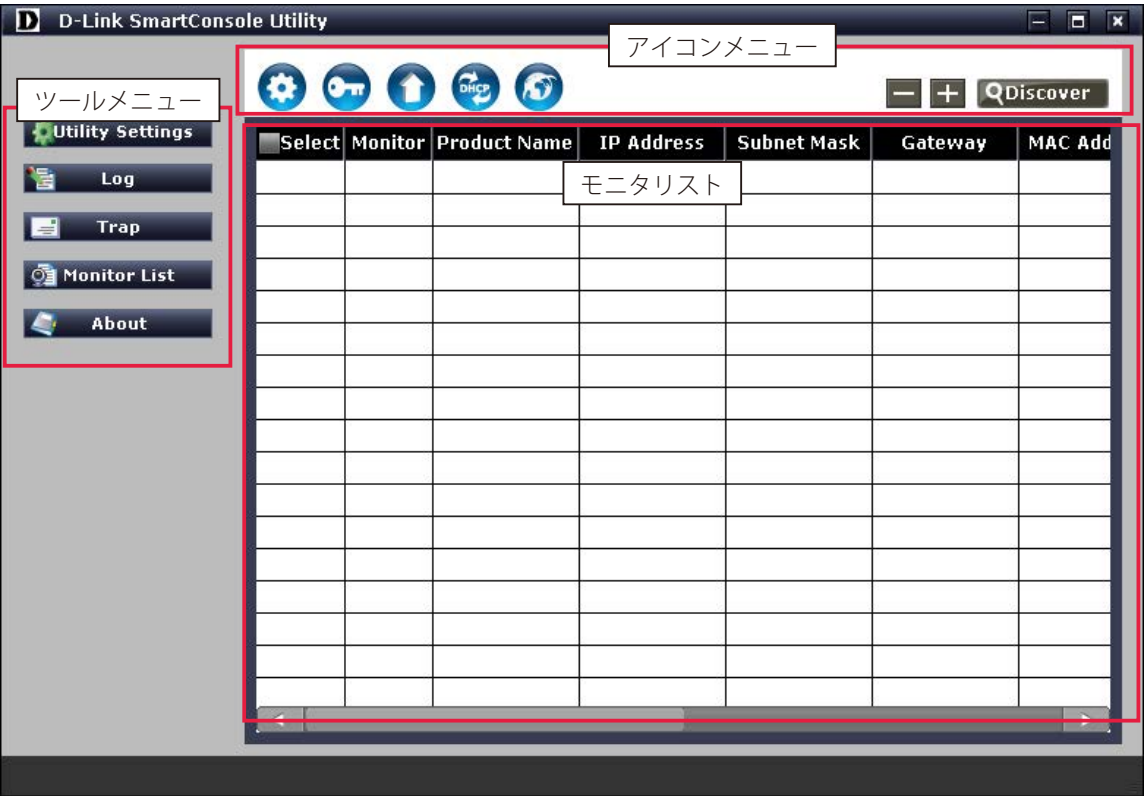 D-Link SmartConsole Utility
アイコンメニュー
DHCP
Discover
ツールメニュー
Utility Settings
Log
Trap
Monitor List
About
Select Monitor Product Name IP Address Subnet Mask Gateway MAC Add
モニタリスト